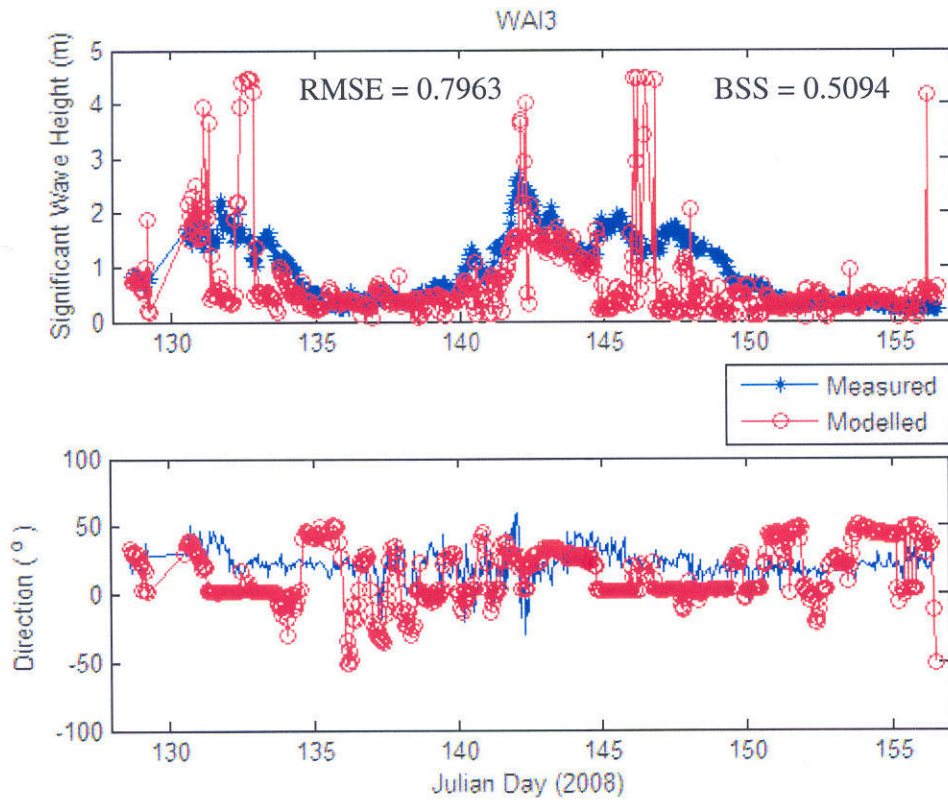 WAI3
Significant Wave Height (m)
5
4
3
2
1
0
RMSE = 0.7963
BSS = 0.5094
130
135
140
145
150
155
Measured
Modelled
Direction ( º )
100
50
0
-50
-100
130
135
140
145
150
155
Julian Day (2008)